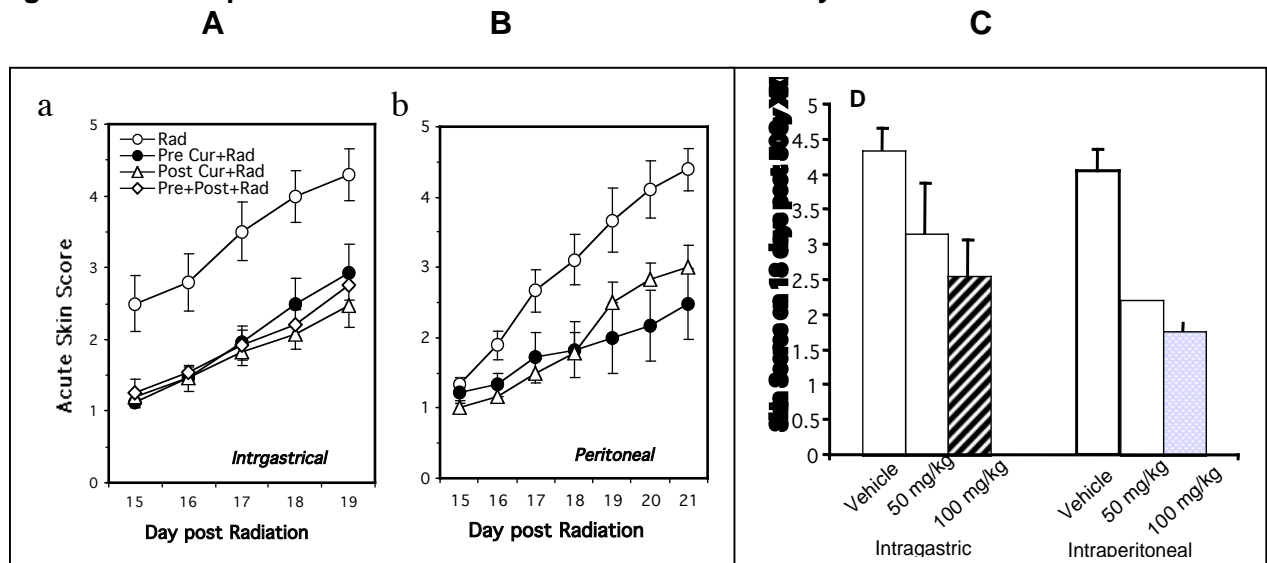 A B C
a
5
4
3
2
1
0
Acute Skin Score
Rad
Pre Cur+Rad
Post Cur+Rad
Pre+Post+Rad
Intrgastrical
15 16 17 18 19
Day post Radiation
b
5
4
3
2
1
0
Peritoneal
15 16 17 18 19 20 21
Day post Radiation
D
5
4.5
4
3.5
3
2.5
2
1.5
1
0.5
0
Vehicle
50 mg/kg
100 mg/kg
Intragastric
Vehicle
50 mg/kg
100 mg/kg
Intraperitoneal